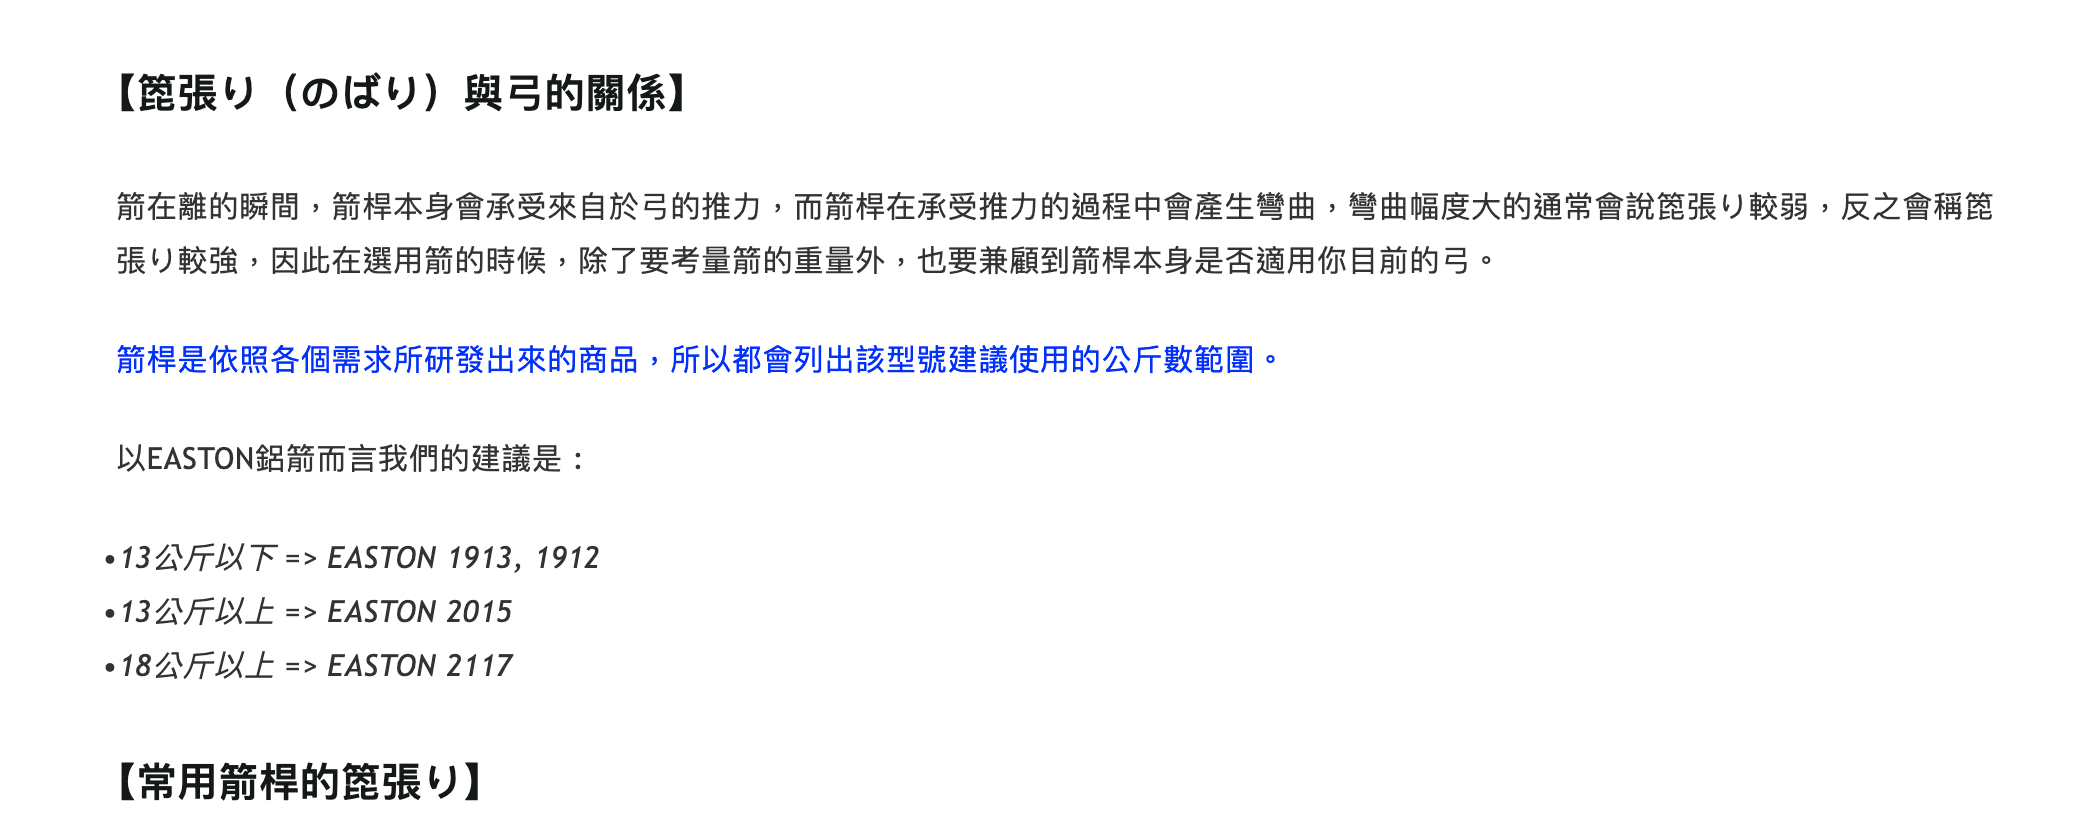 【箆張り（のばり）與弓的關係】
箭在離的瞬間，箭桿本身會承受來自於弓的推力，而箭桿在承受推力的過程中會產生彎曲，彎曲幅度大的通常會說箆張り較弱，反之會稱箆
張り較強，因此在選用箭的時候，除了要考量箭的重量外，也要兼顧到箭桿本身是否適用你目前的弓。
箭桿是依照各個需求所研發出來的商品，所以都會列出該型號建議使用的公斤數範圍。
以EASTON鋁箭而言我們的建議是：
•13公斤以下 => EASTON 1913, 1912
•13公斤以上 => EASTON 2015
•18公斤以上 => EASTON 2117
【常用箭桿的箆張り】